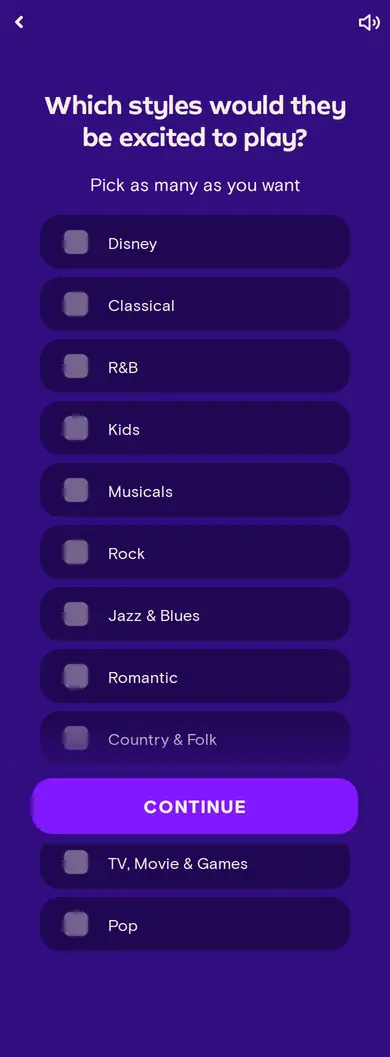 Which styles would they
be excited to play?
Pick as many as you want
Disney
Classical
R&B
Kids
Musicals
Rock
Jazz & Blues
Romantic
Country & Folk
CONTINUE
TV, Movie & Games
Pop